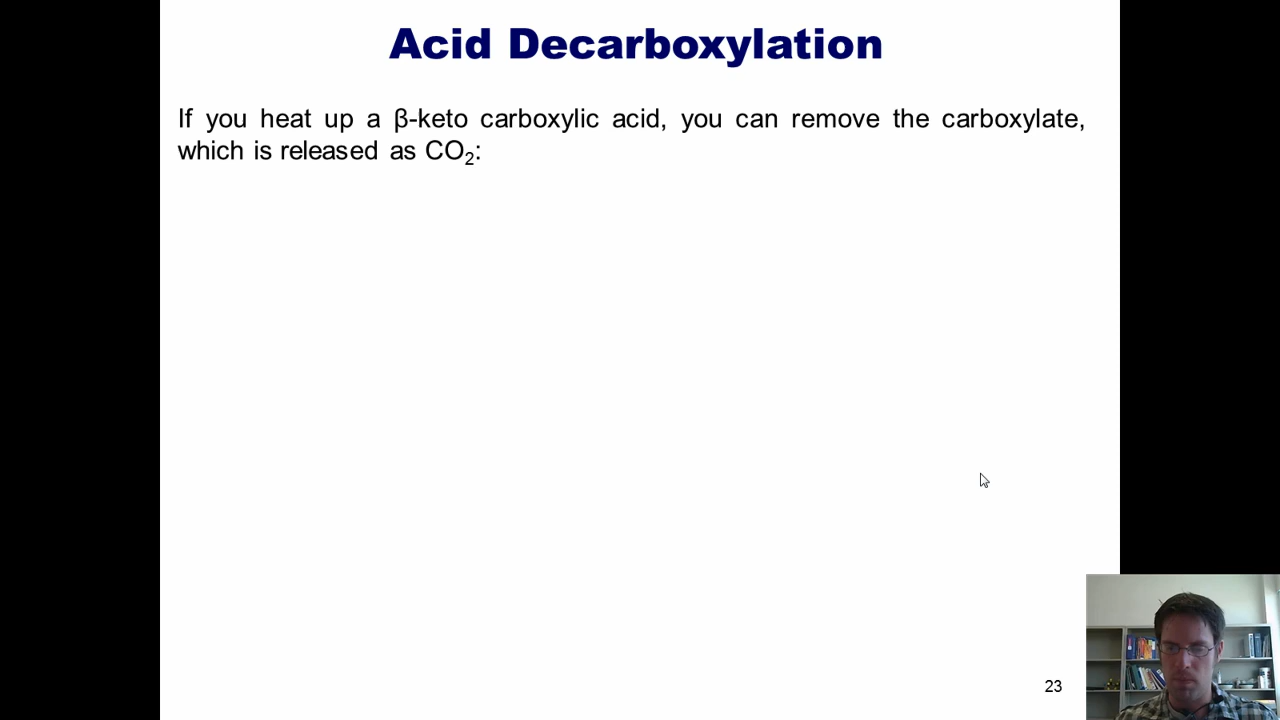 Acid Decarboxylation
If you heat up a β-keto carboxylic acid, you can remove the carboxylate,
which is released as CO₂:
23